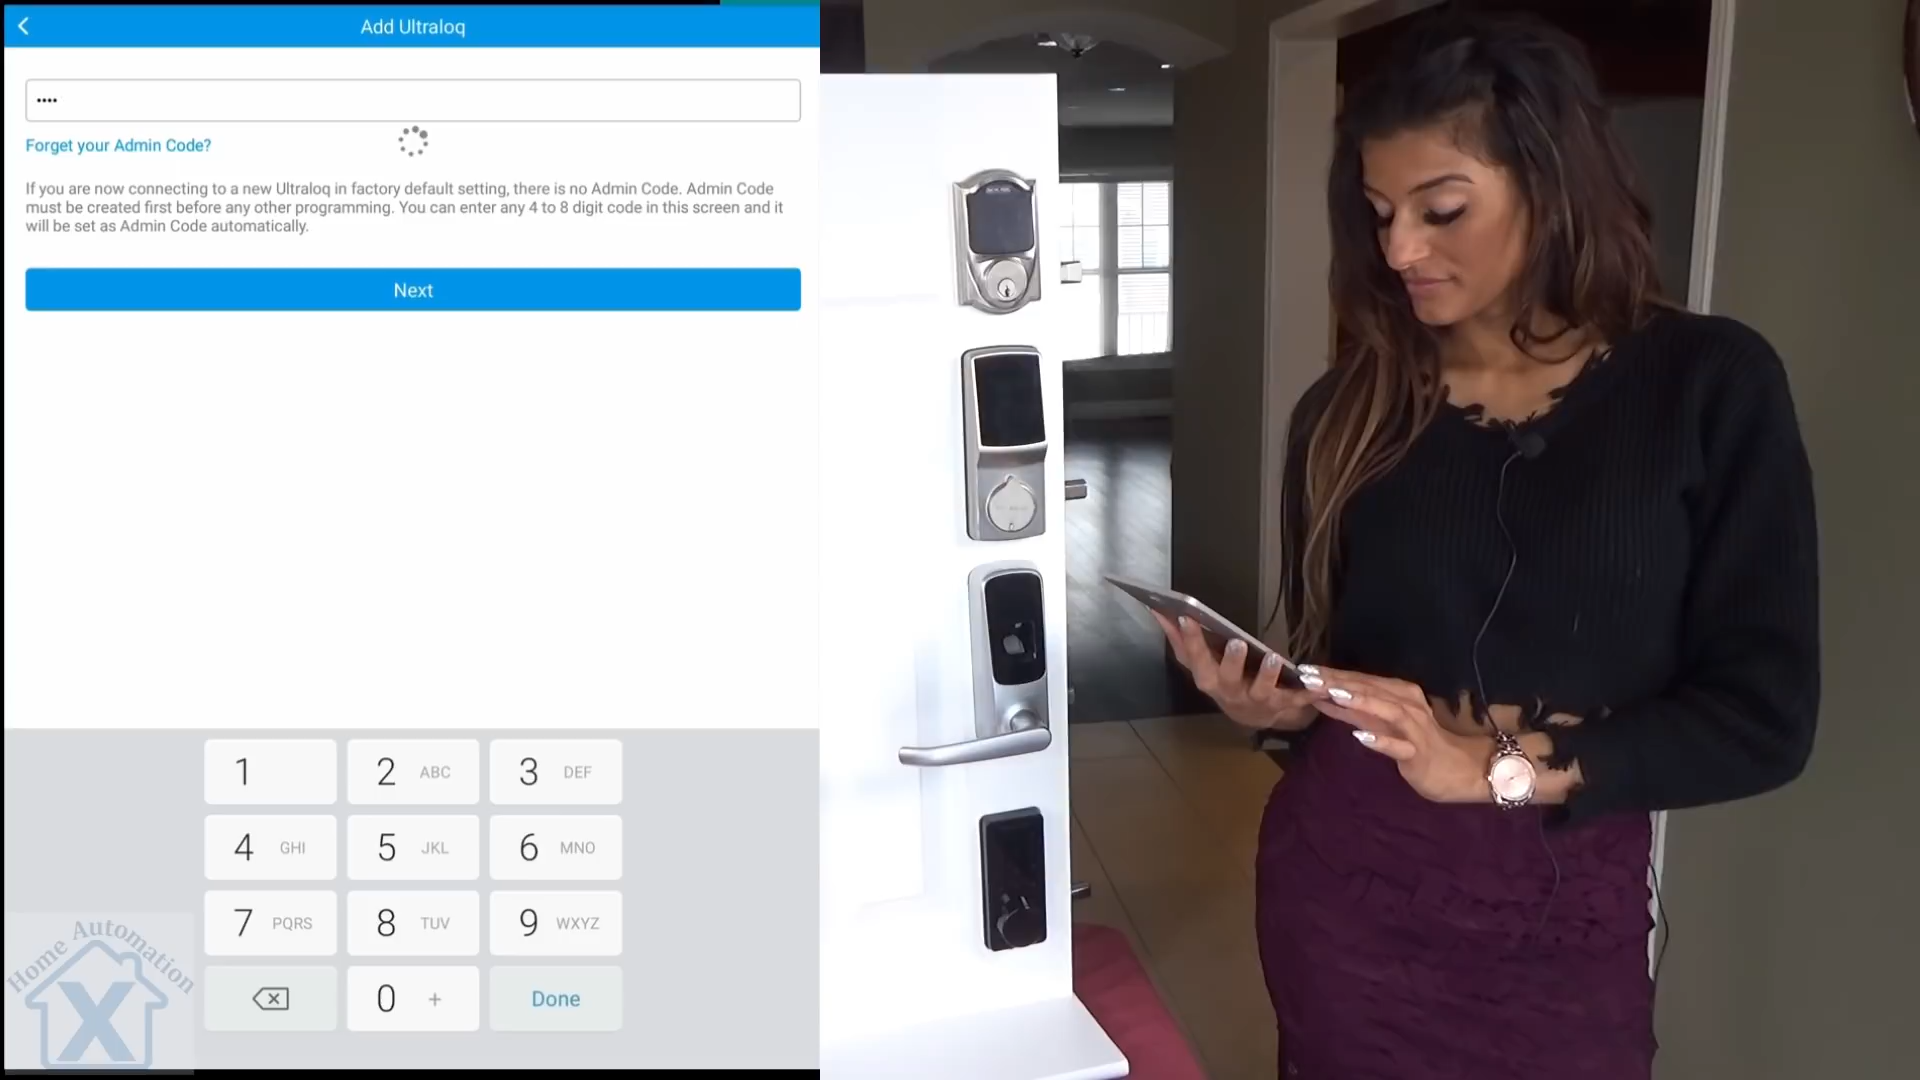 Add Ultraloq
••••
Forget your Admin Code?
If you are now connecting to a new Ultraloq in factory default setting, there is no Admin Code. Admin Code
must be created first before any other programming. You can enter any 4 to 8 digit code in this screen and it
will be set as Admin Code automatically.
Next
1
2 ABC
3 DEF
4 GHI
5 JKL
6 MNO
7 PQRS
8 TUV
9 WXYZ
0 +
Done
Home Automation
X